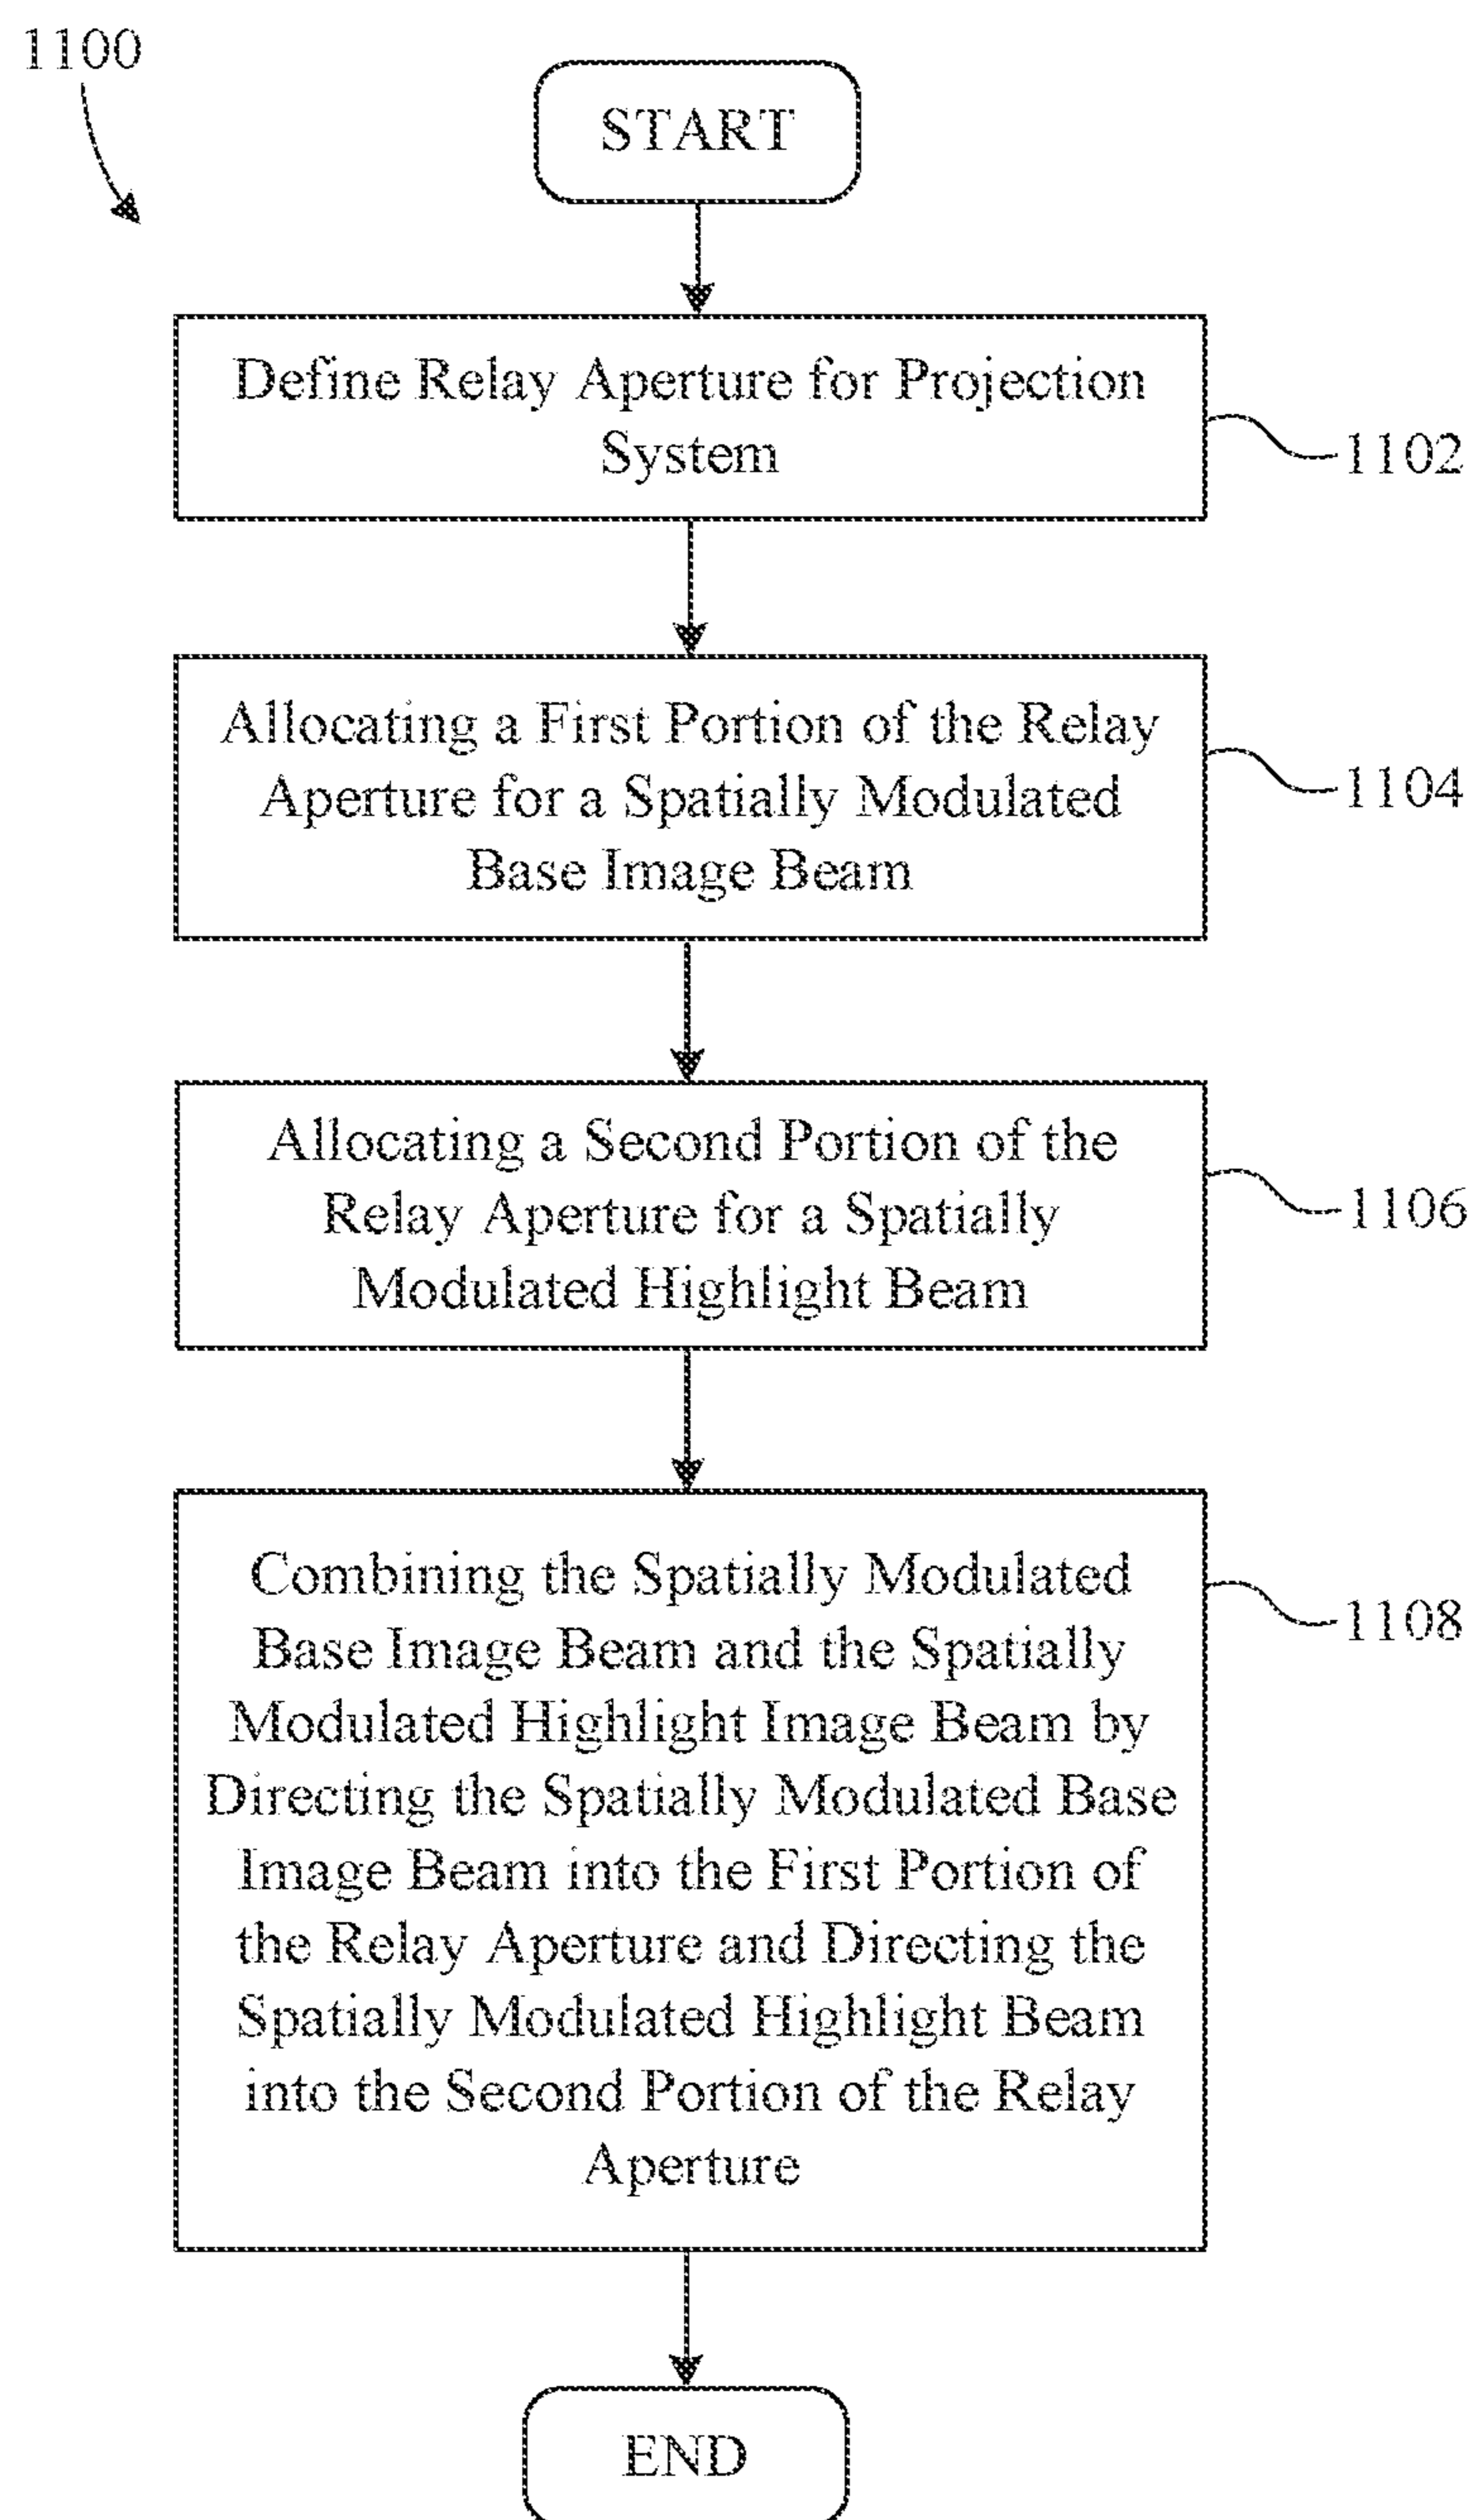 1100
START
Define Relay Aperture for Projection
System
1102
Allocating a First Portion of the Relay
Aperture for a Spatially Modulated
Base Image Beam
1104
Allocating a Second Portion of the
Relay Aperture for a Spatially
Modulated Highlight Beam
1106
Combining the Spatially Modulated
Base Image Beam and the Spatially
Modulated Highlight Image Beam by
Directing the Spatially Modulated Base
Image Beam into the First Portion of
the Relay Aperture and Directing the
Spatially Modulated Highlight Beam
into the Second Portion of the Relay
Aperture
1108
END